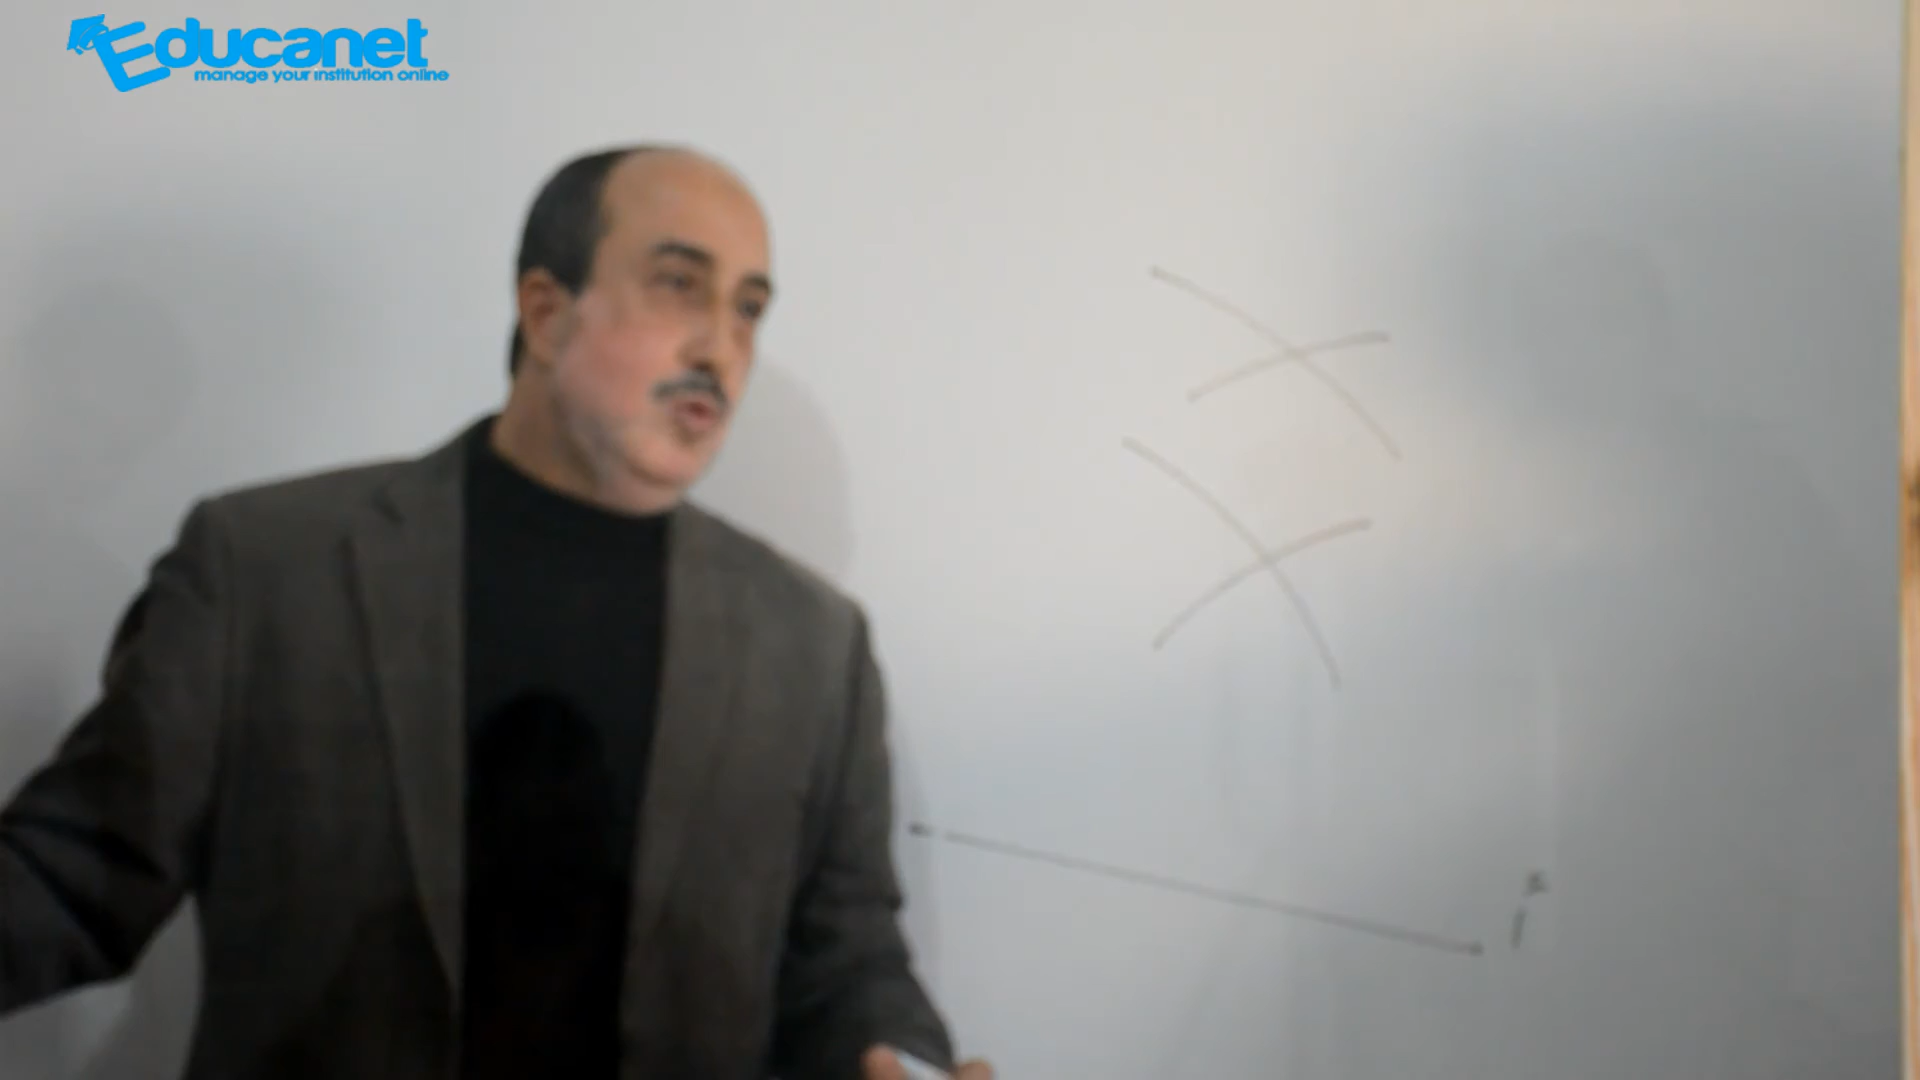 Educanet
manage your institution online
أ